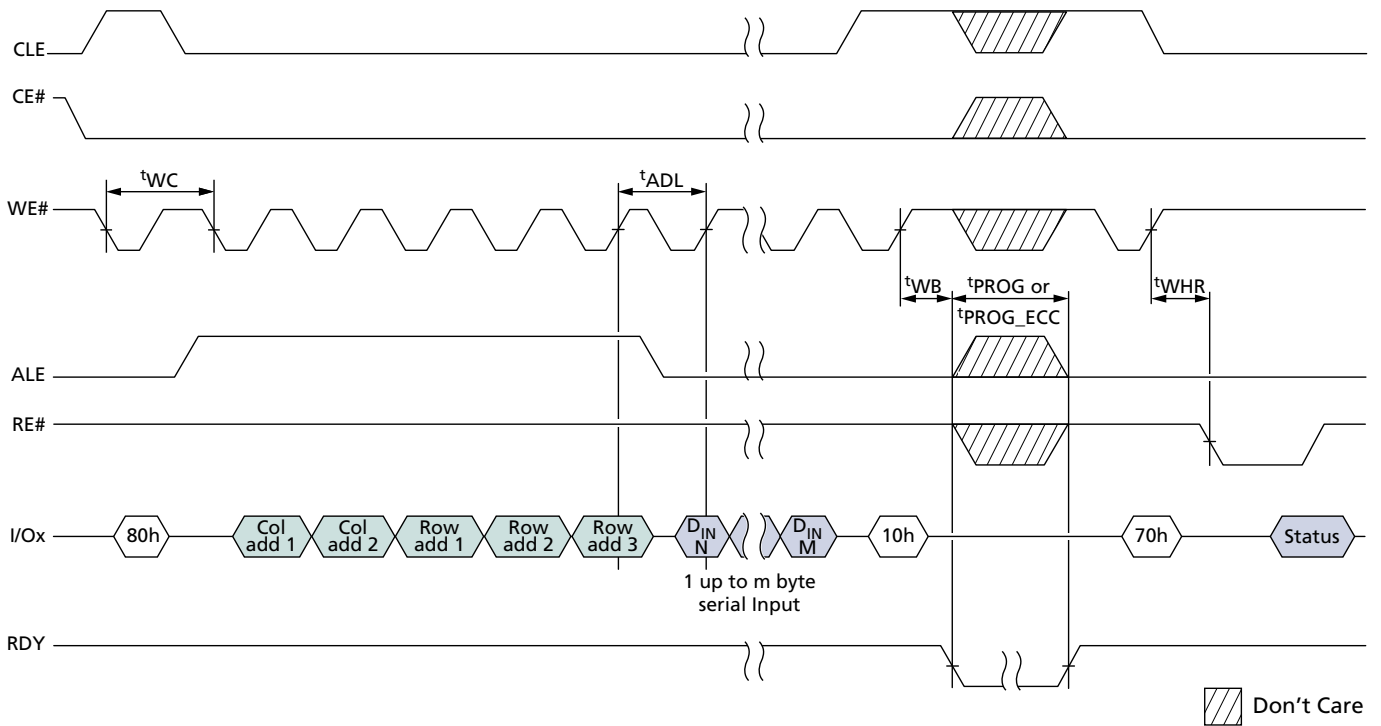 CLE
CE#
tWC
tADL
WE#
tWB
tPROG or
tPROG_ECC
tWHR
ALE
RE#
I/Ox
80h
Col
add 1
Col
add 2
Row
add 1
Row
add 2
Row
add 3
DIN
N
DIN
M
10h
70h
Status
1 up to m byte
serial Input
RDY
Don't Care